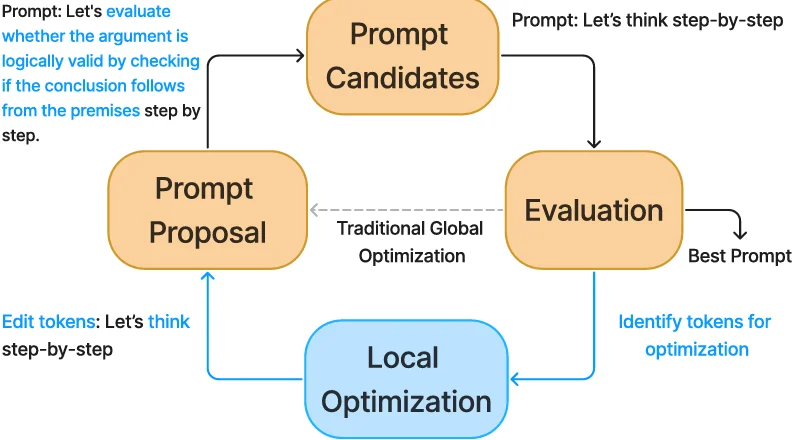 Prompt: Let's evaluate
whether the argument is
logically valid by checking
if the conclusion follows
from the premises step by
step.
Prompt
Candidates
Prompt: Let’s think step-by-step
Prompt
Proposal
Traditional Global
Optimization
Evaluation
Best Prompt
Edit tokens: Let’s think
step-by-step
Local
Optimization
Identify tokens for
optimization